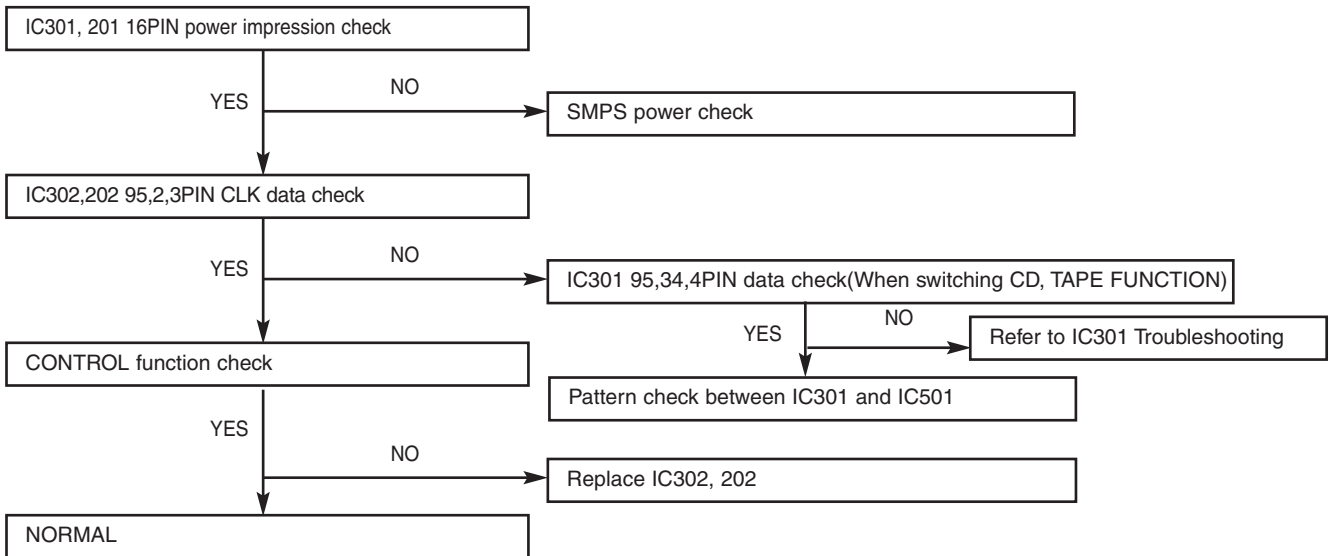 IC301, 201 16PIN power impression check
YES
NO
SMPS power check
IC302,202 95,2,3PIN CLK data check
YES
NO
IC301 95,34,4PIN data check(When switching CD, TAPE FUNCTION)
YES
NO
Refer to IC301 Troubleshooting
CONTROL function check
Pattern check between IC301 and IC501
YES
NO
Replace IC302, 202
NORMAL